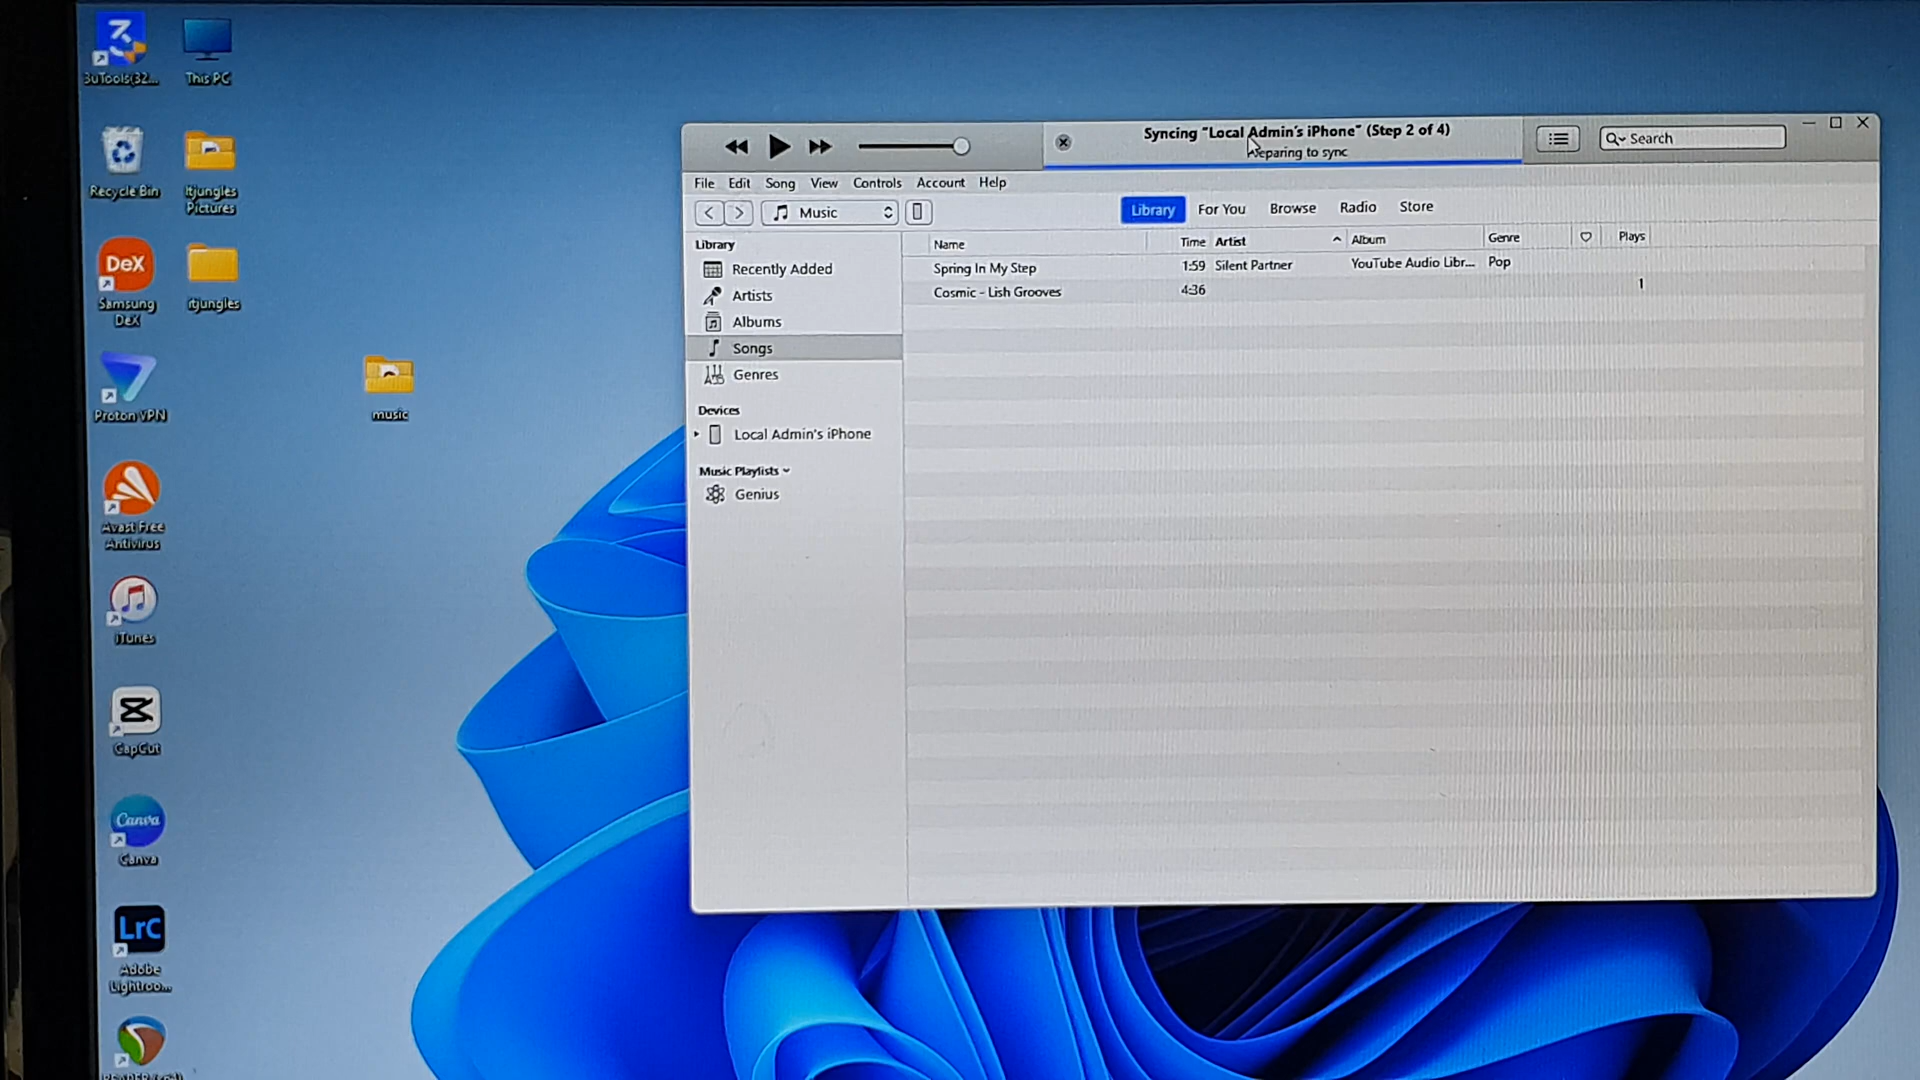 3uTools(32...
This PC
Recycle Bin
itjungles
Pictures
DeX
Samsung
DeX
itjungles
Proton VPN
music
Avast Free
Antivirus
iTunes
CapCut
Canva
Canva
LrC
Adobe
Lightroo...
Syncing "Local Admin's iPhone" (Step 2 of 4)
Preparing to sync
Search
File Edit Song View Controls Account Help
Music
Library For You Browse Radio Store
Library
Recently Added
Artists
Albums
Songs
Genres
Devices
Local Admin's iPhone
Music Playlists
Genius
Name Time Artist Album Genre Plays
Spring In My Step 1:59 Silent Partner YouTube Audio Libr... Pop
Cosmic - Lish Grooves 4:36 1